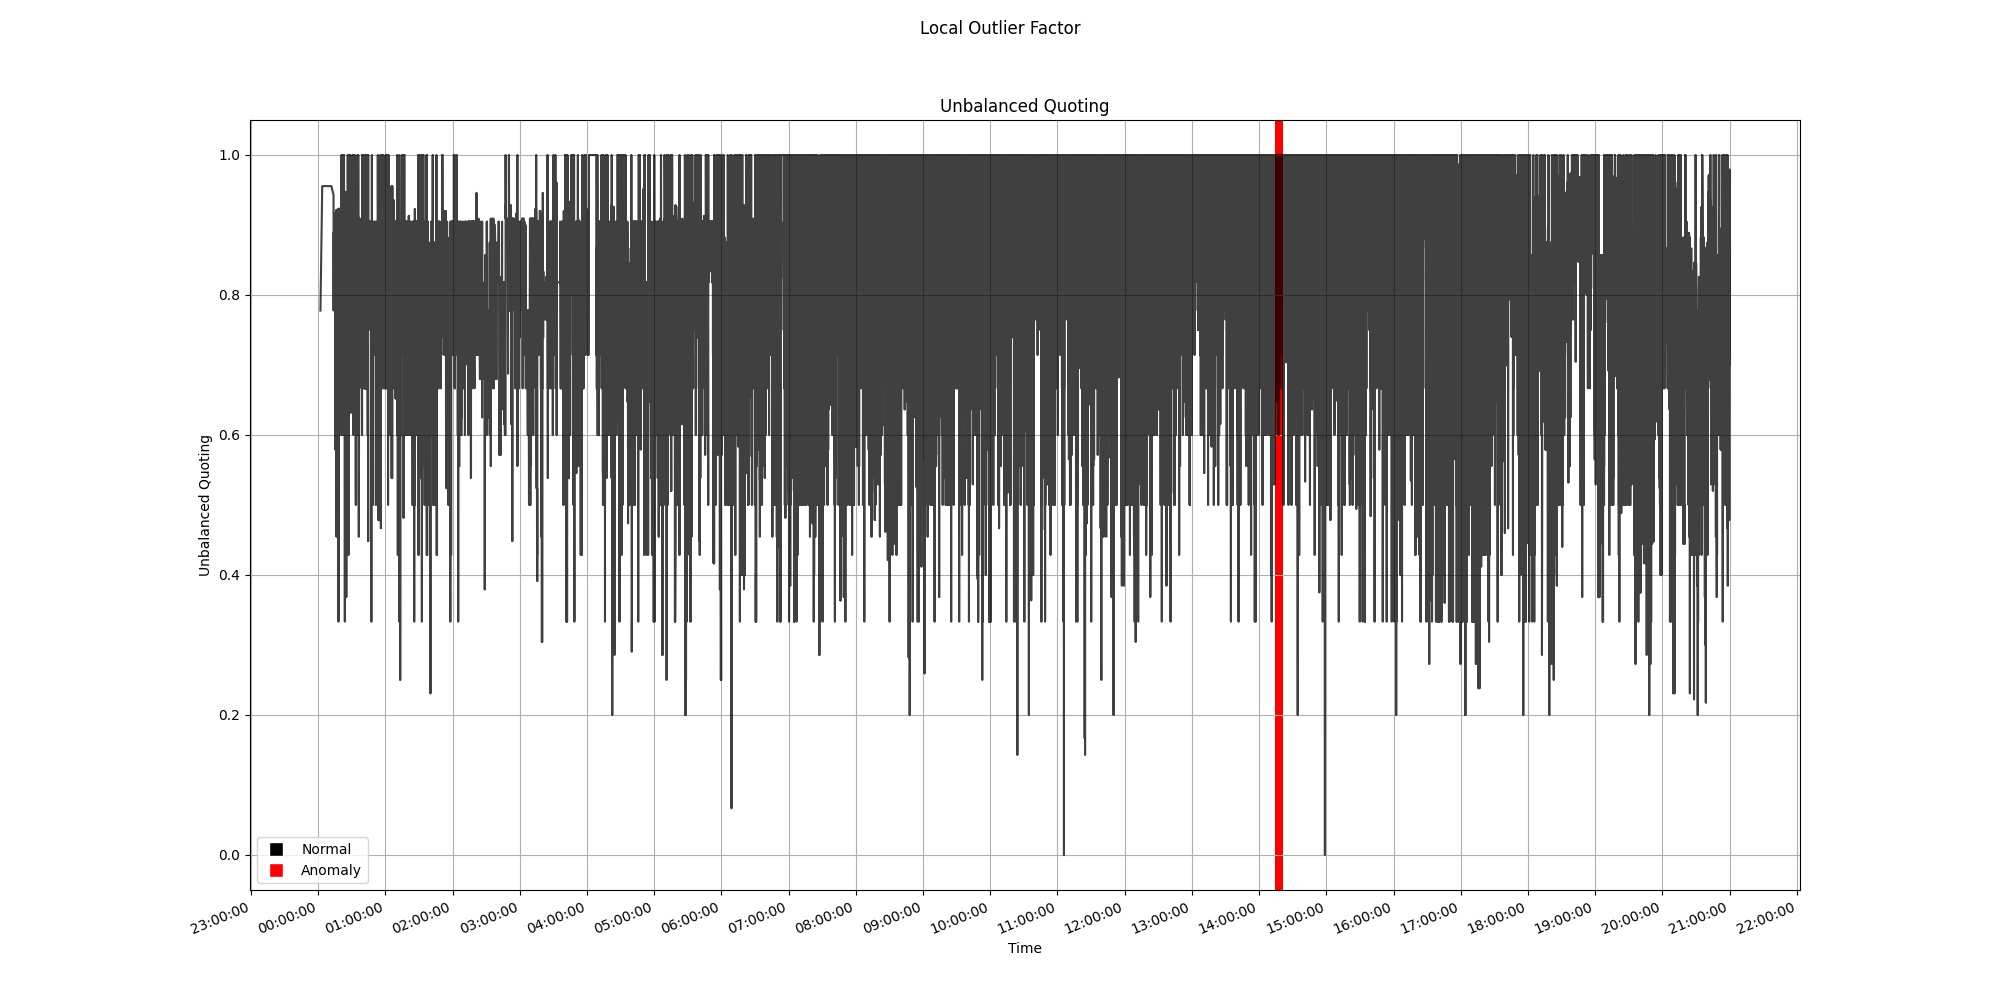 Local Outlier Factor
Unbalanced Quoting
1.0
0.8
0.6
0.4
0.2
0.0
Unbalanced Quoting
Normal
Anomaly
23:00:00 00:00:00 01:00:00 02:00:00 03:00:00 04:00:00 05:00:00 06:00:00 07:00:00 08:00:00 09:00:00 10:00:00 11:00:00 12:00:00 13:00:00 14:00:00 15:00:00 16:00:00 17:00:00 18:00:00 19:00:00 20:00:00 21:00:00 22:00:00
Time